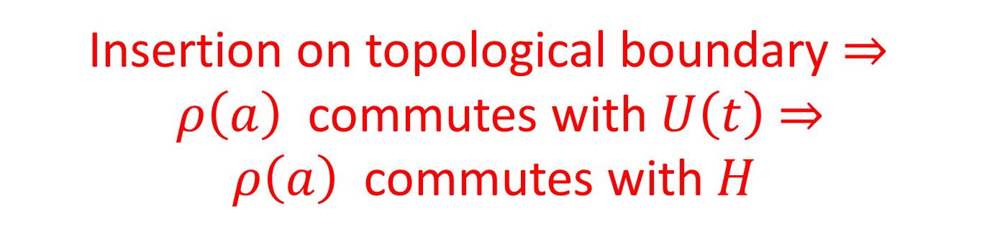 Insertion on topological boundary ⇒
ρ(a) commutes with U(t) ⇒
ρ(a) commutes with H